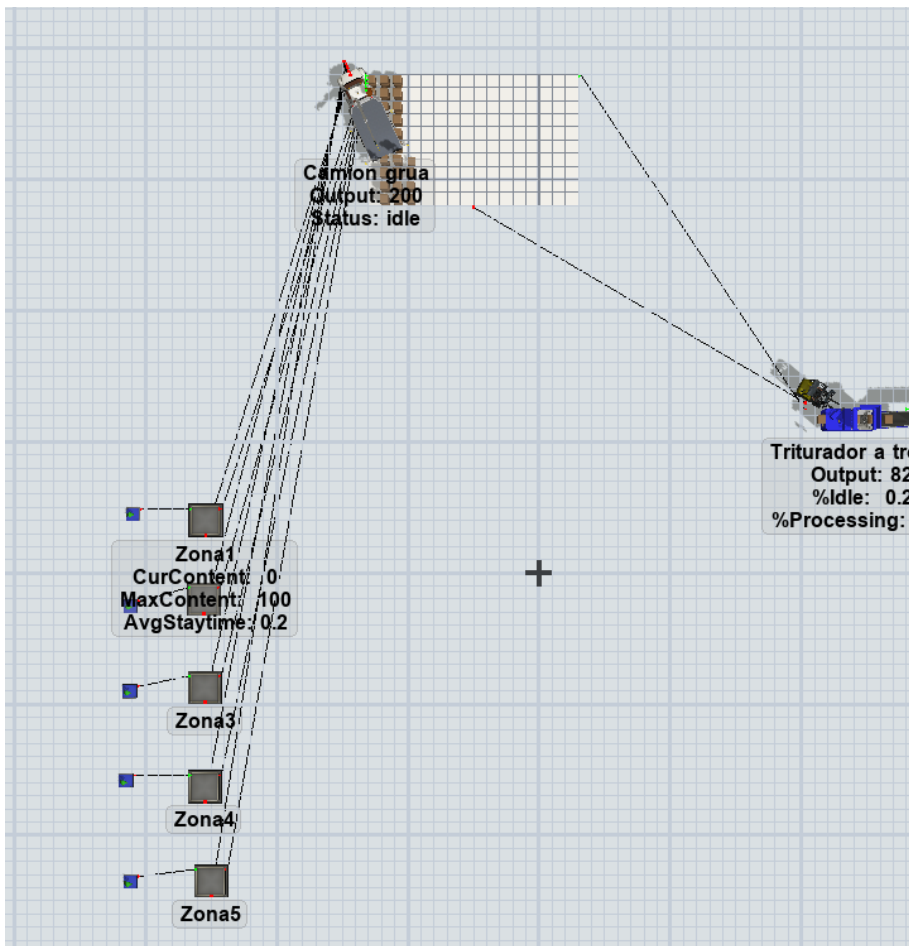 Camion grua
Output: 200
Status: idle
Triturador a
Output: 82
%Idle: 0.2
%Processing:
Zona1
CurContent: 0
MaxContent: 100
AvgStaytime: 0.2
Zona3
Zona4
Zona5